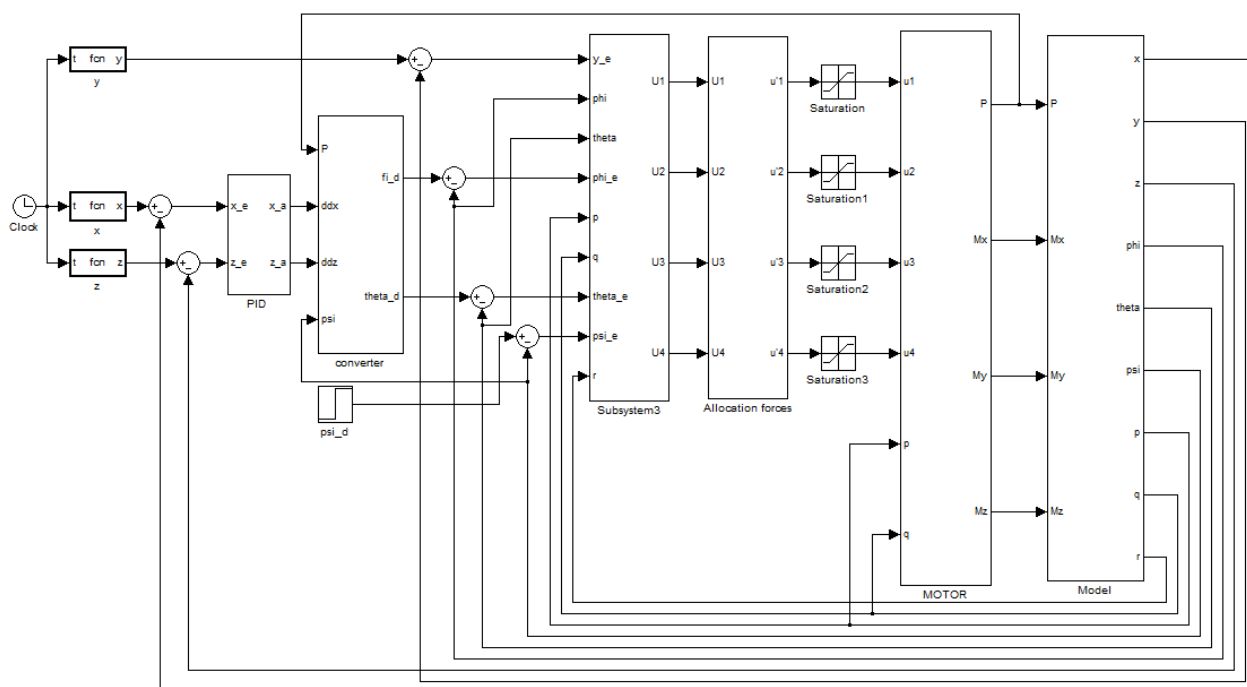 Clock
t fcn y
y
t fcn x
x
t fcn z
z
+
-
+
-
+
-
x_e x_a
z_e z_a
PID
P
ddx
ddz
psi
fi_d
theta_d
converter
psi_d
+
-
+
-
+
-
y_e
phi
theta
phi_e
p
q
theta_e
psi_e
r
U1
U2
U3
U4
Subsystem3
U1 u'1
U2 u'2
U3 u'3
U4 u'4
Allocation forces
Saturation
Saturation1
Saturation2
Saturation3
u1
u2
u3
u4
p
q
P
Mx
My
Mz
MOTOR
P
Mx
My
Mz
x
y
z
phi
theta
psi
p
q
r
Model